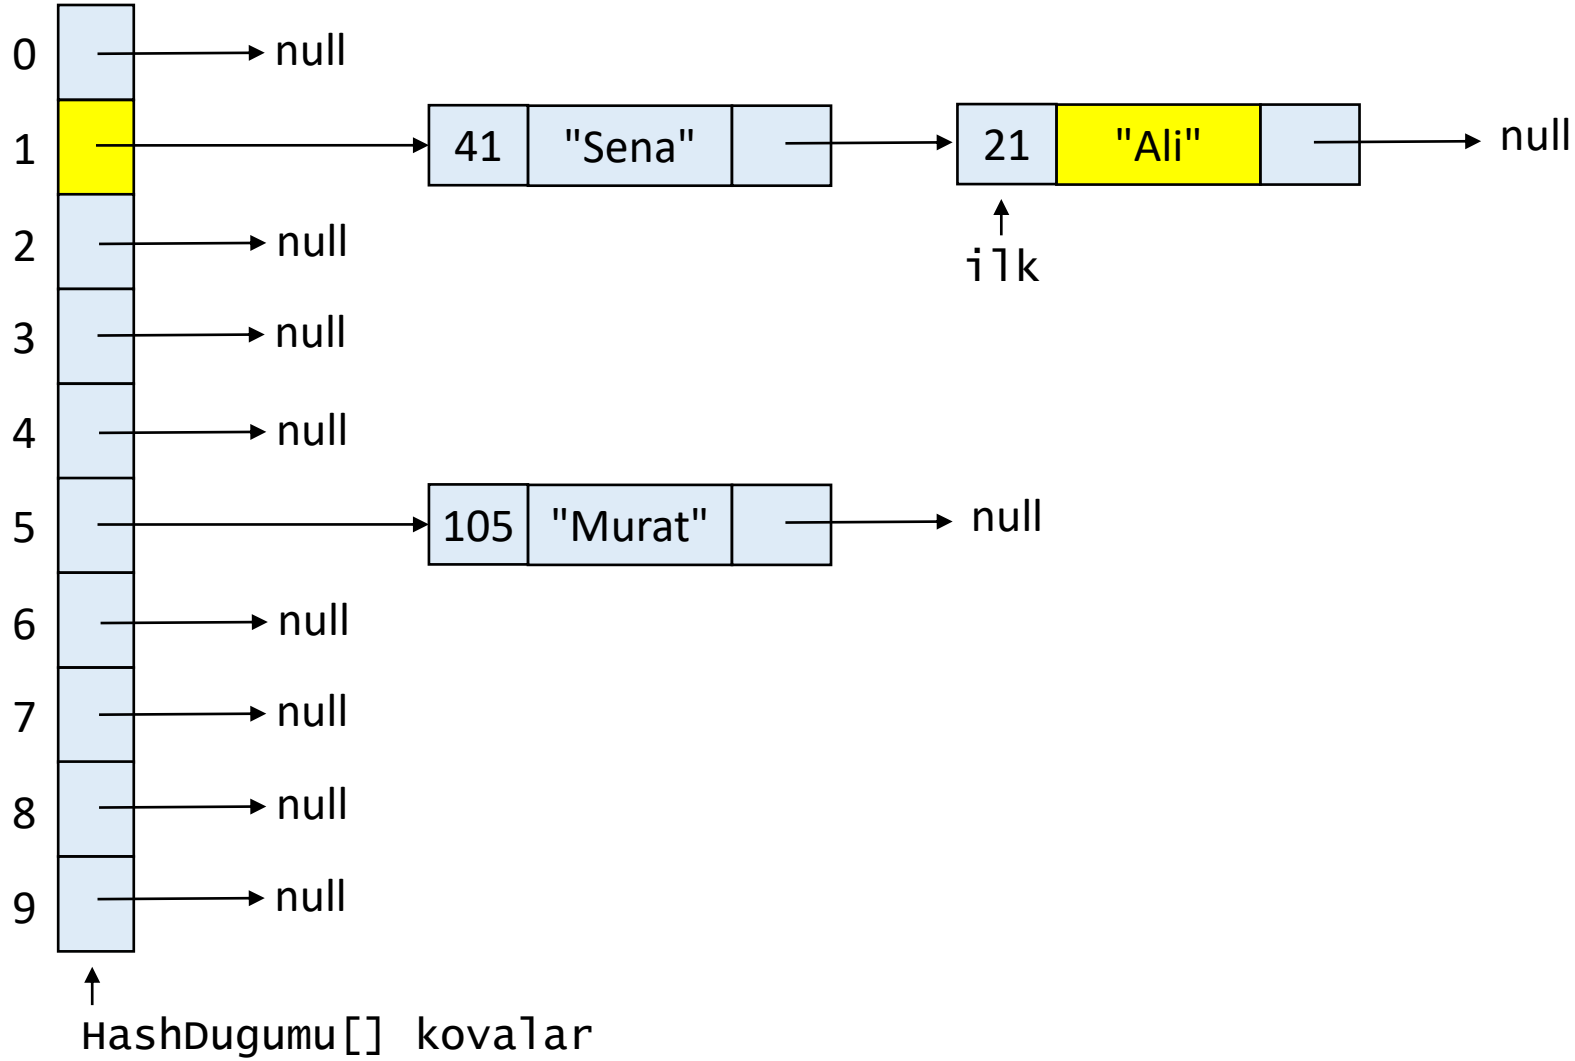 0 null
1 41 "Sena" 21 "Ali" null
2 null
ilk
3 null
4 null
5 105 "Murat" null
6 null
7 null
8 null
9 null
HashDugumu[] kovalar